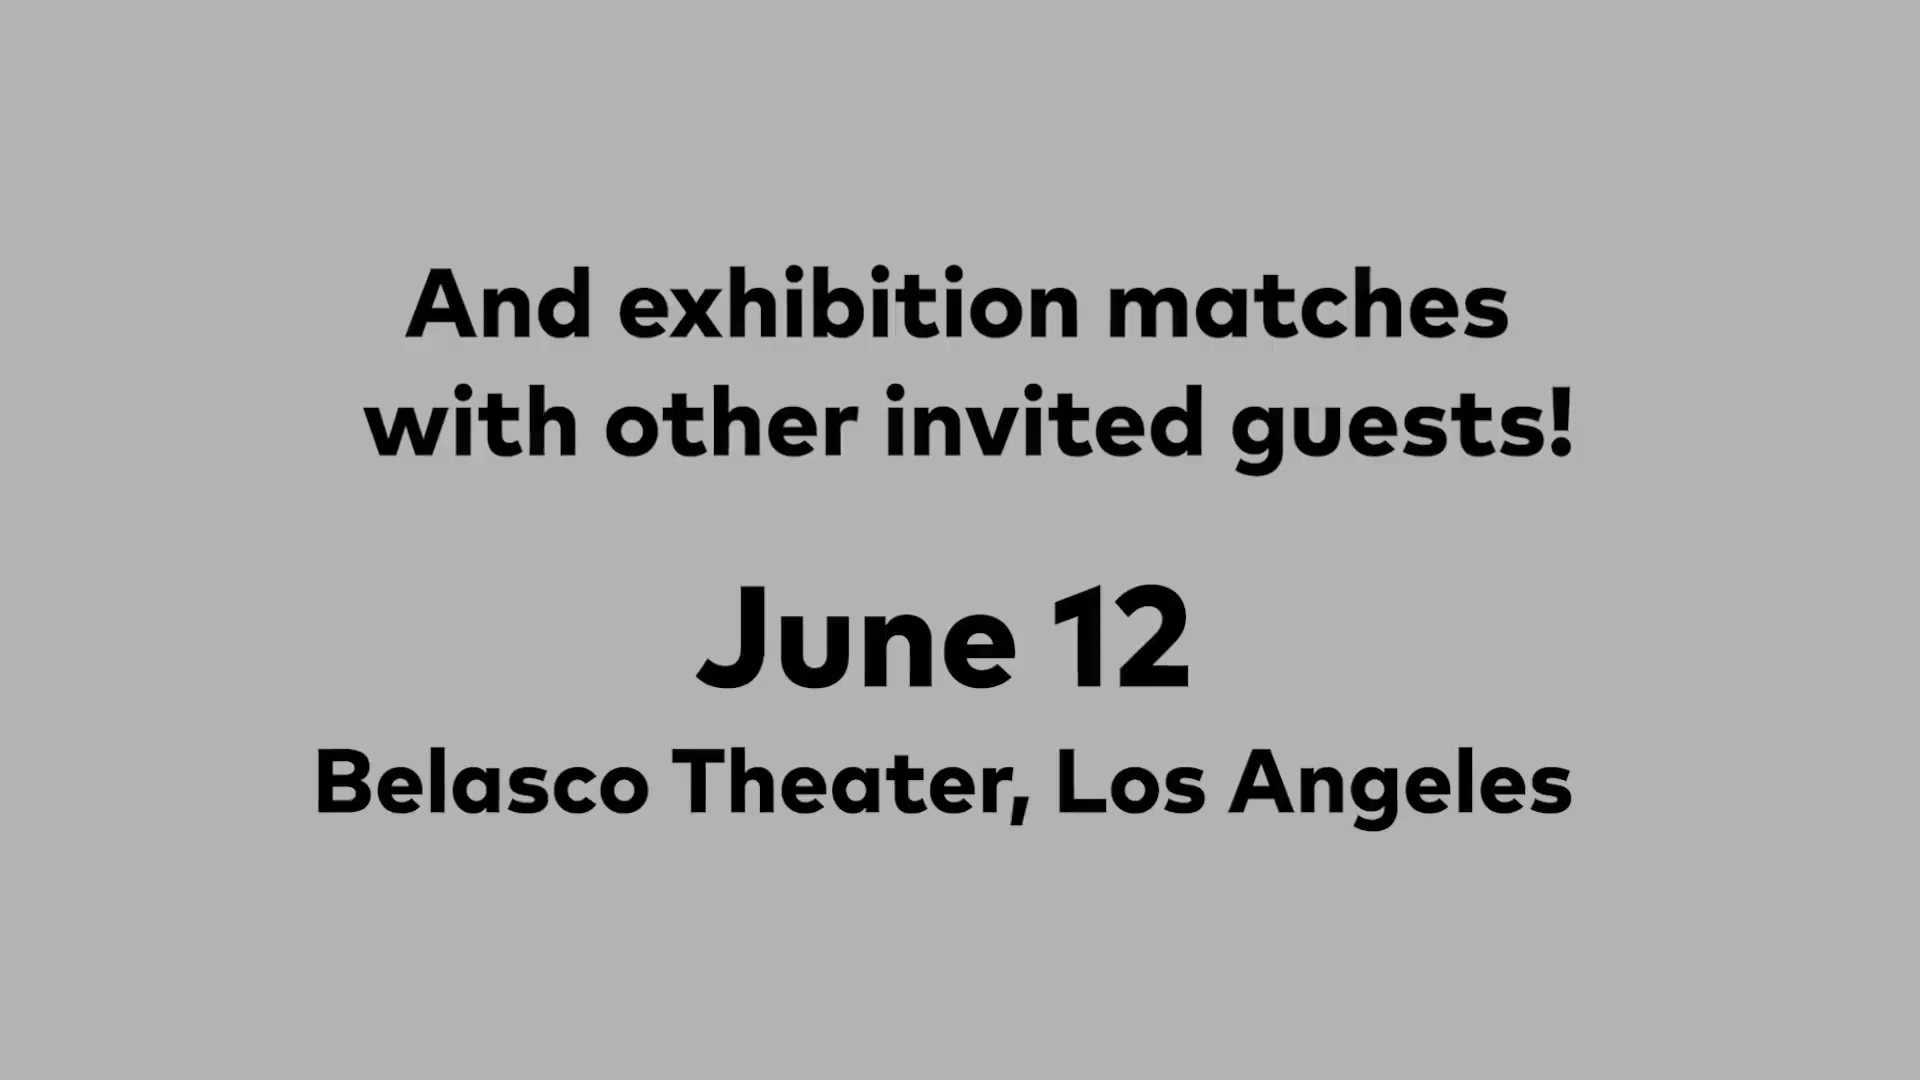 And exhibition matches
with other invited guests!
June 12
Belasco Theater, Los Angeles